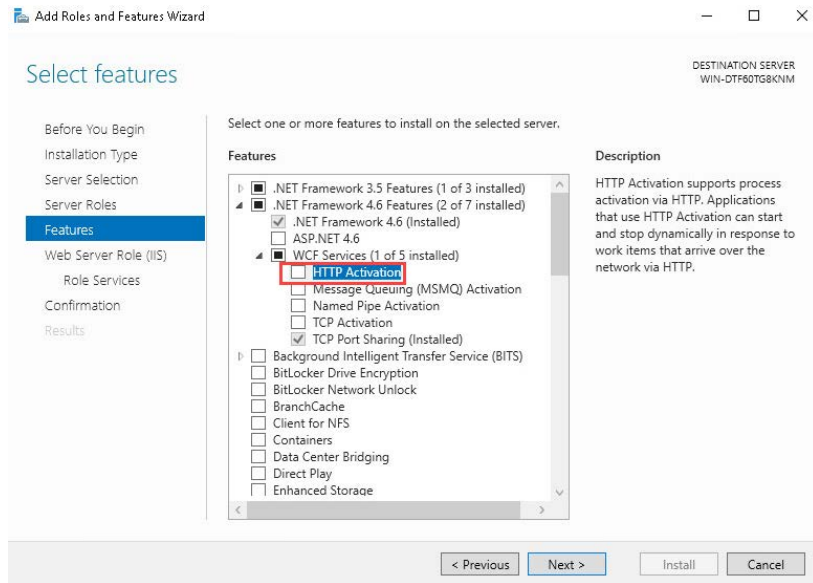 Add Roles and Features Wizard
Select features
DESTINATION SERVER
WIN-DTF60TG8KNM
Before You Begin
Installation Type
Server Selection
Server Roles
Features
Web Server Role (IIS)
Role Services
Confirmation
Results
Select one or more features to install on the selected server.
Features
.NET Framework 3.5 Features (1 of 3 installed)
.NET Framework 4.6 Features (2 of 7 installed)
.NET Framework 4.6 (Installed)
ASP.NET 4.6
WCF Services (1 of 5 installed)
HTTP Activation
Message Queuing (MSMQ) Activation
Named Pipe Activation
TCP Activation
TCP Port Sharing (Installed)
Background Intelligent Transfer Service (BITS)
BitLocker Drive Encryption
BitLocker Network Unlock
BranchCache
Client for NFS
Containers
Data Center Bridging
Direct Play
Enhanced Storage
Description
HTTP Activation supports process
activation via HTTP. Applications
that use HTTP Activation can start
and stop dynamically in response to
work items that arrive over the
network via HTTP.
< Previous
Next >
Install
Cancel